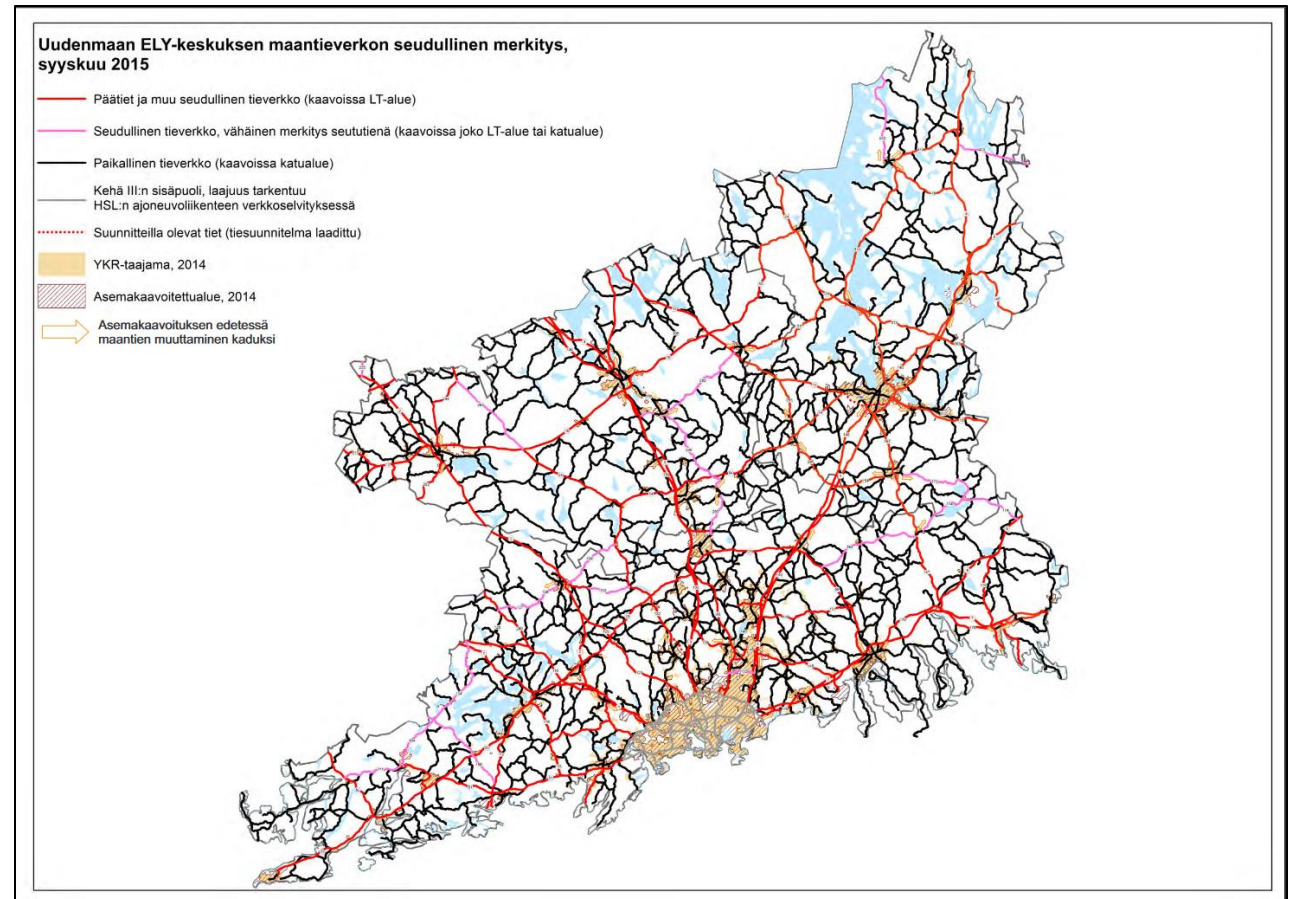 Uudenmaan ELY-keskuksen maantieverkon seudullinen merkitys,
syyskuu 2015
Päätiet ja muu seudullinen tieverkko (kaavoissa LT-alue)
Seudullinen tieverkko, vähäinen merkitys seututienä (kaavoissa joko LT-alue tai katualue)
Paikallinen tieverkko (kaavoissa katualue)
Kehä III:n sisäpuoli, laajuus tarkentuu
HSL:n ajoneuvoliikenteen verkkoselvityksessä
Suunnitteilla olevat tiet (tiesuunnitelma laadittu)
YKR-taajama, 2014
Asemakaavoitettualue, 2014
Asemakaavoituksen edetessä
maantien muuttaminen kaduksi